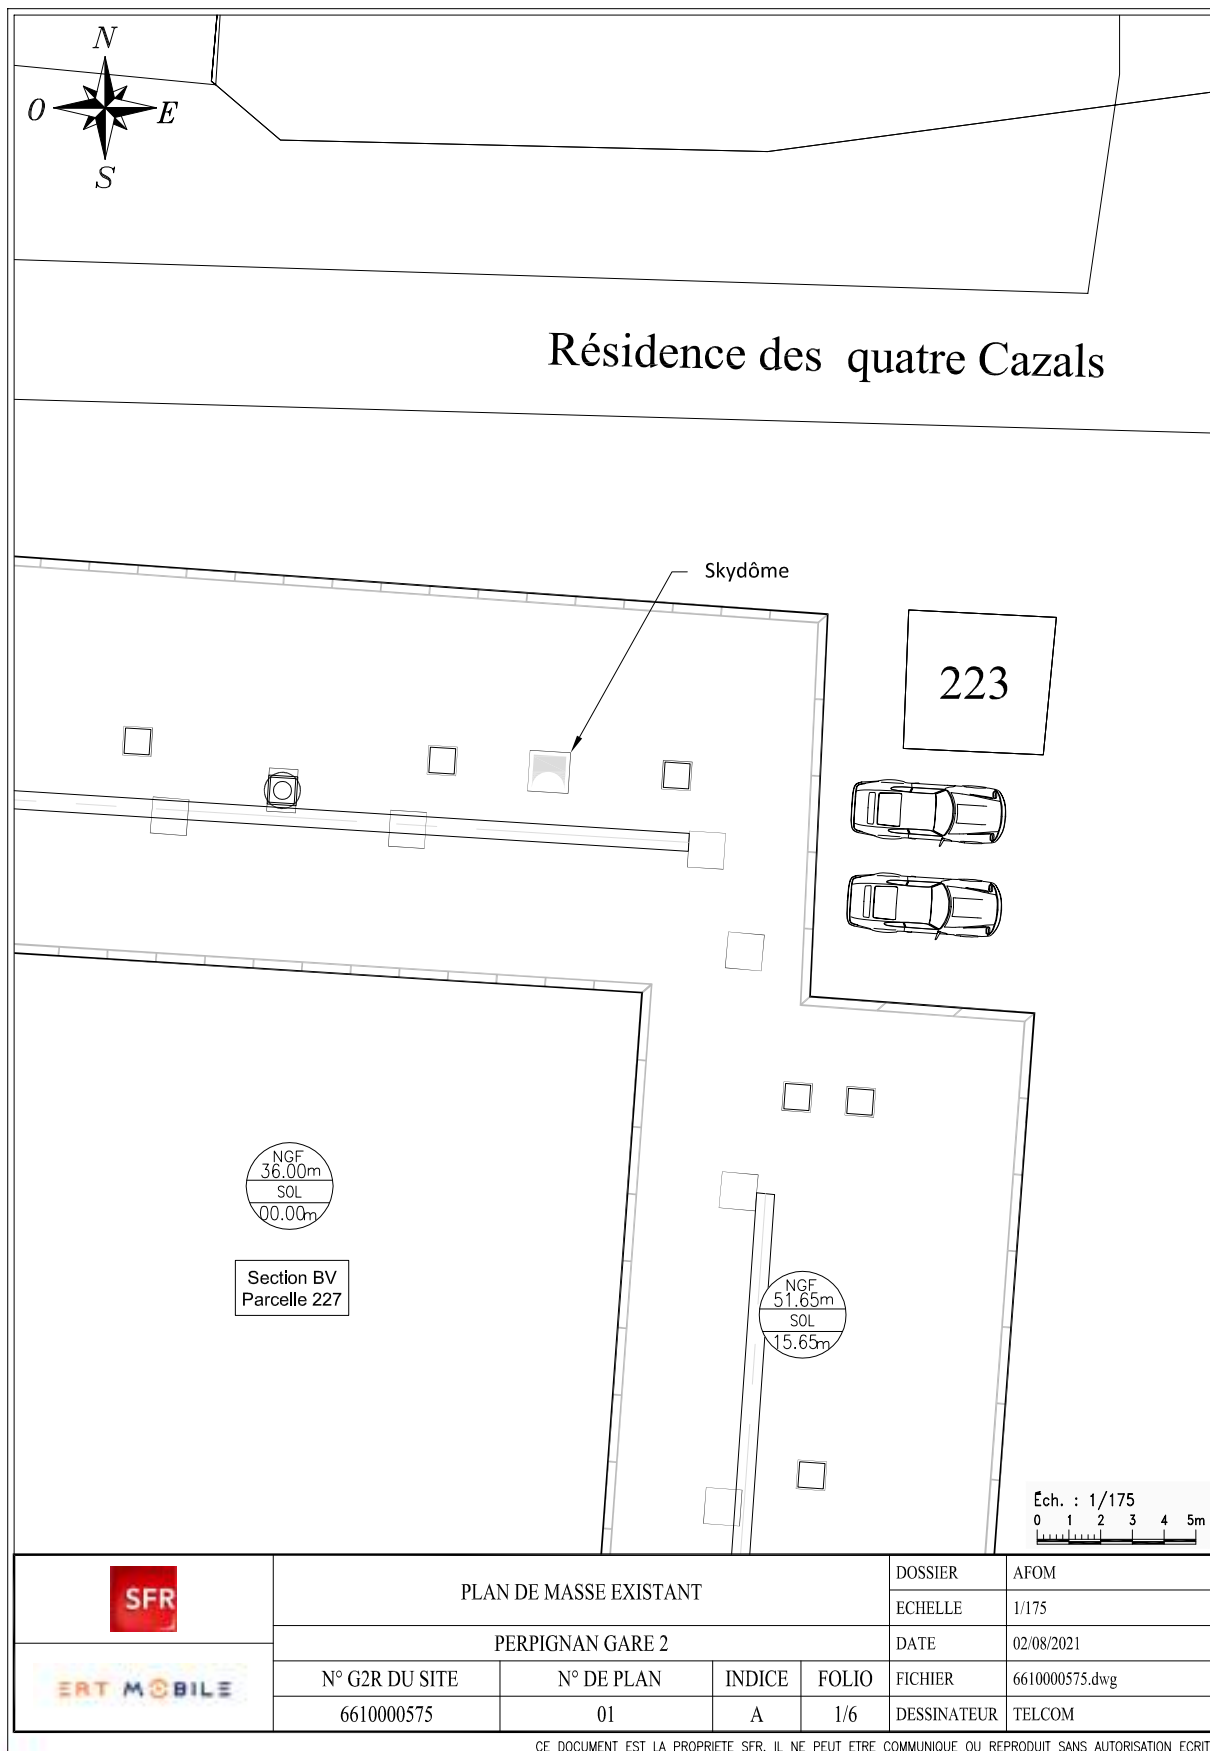 N
O
E
S
Résidence des quatre Cazals
Skydôme
223
NGF
36.00m
SOL
00.00m
Section BV
Parcelle 227
NGF
51.65m
SOL
15.65m
Éch. : 1/175
0 1 2 3 4 5m
SFR
ERT MOBILE
PLAN DE MASSE EXISTANT
PERPIGNAN GARE 2
N° G2R DU SITE
N° DE PLAN
INDICE
FOLIO
6610000575
01
A
1/6
DOSSIER
AFOM
ECHELLE
1/175
DATE
02/08/2021
FICHIER
6610000575.dwg
DESSINATEUR
TELCOM
CE DOCUMENT EST LA PROPRIETE SFR, IL NE PEUT ETRE COMMUNIQUE OU REPRODUIT SANS AUTORISATION ECRIT